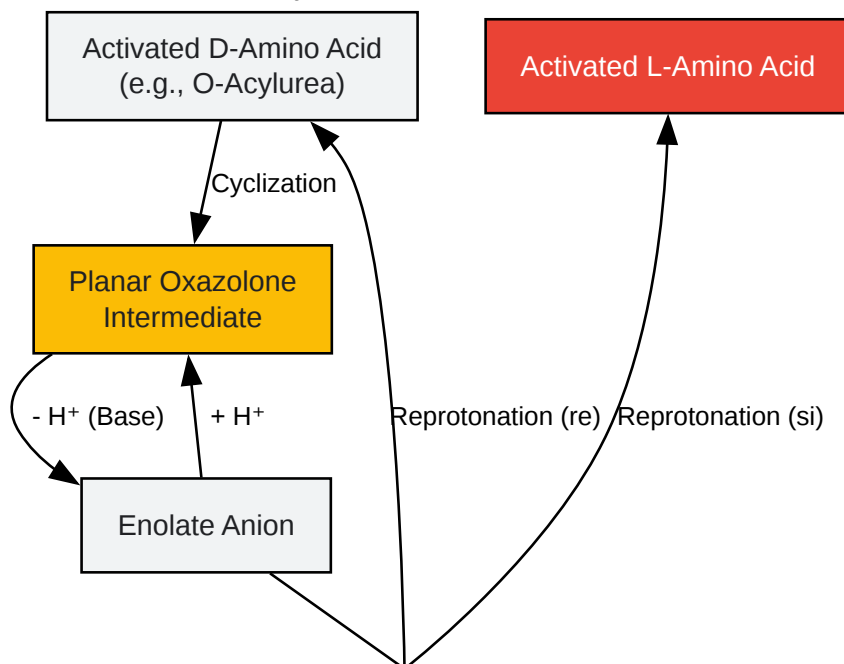 Activated D-Amino Acid
(e.g., O-Acylurea)
Activated L-Amino Acid
Cyclization
Planar Oxazolone
Intermediate
- H⁺ (Base)
+ H⁺
Reprotonation (re)
Reprotonation (si)
Enolate Anion